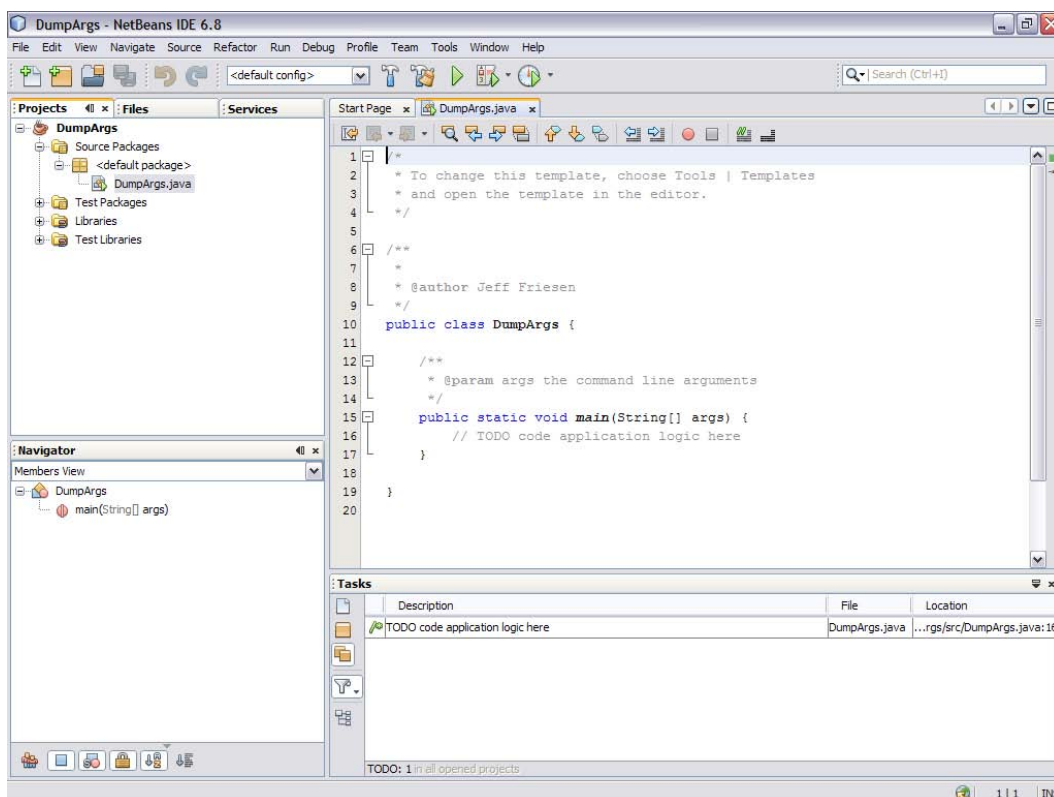 DumpArgs - NetBeans IDE 6.8
File Edit View Navigate Source Refactor Run Debug Profile Team Tools Window Help
<default config>
Search (Ctrl+I)
Projects Files Services
DumpArgs
Source Packages
<default package>
DumpArgs.java
Test Packages
Libraries
Test Libraries
Navigator
Members View
DumpArgs
main(String[] args)
Start Page DumpArgs.java
1 /*
2 * To change this template, choose Tools | Templates
3 * and open the template in the editor.
4 */
5
6 /**
7 *
8 * @author Jeff Friesen
9 */
10 public class DumpArgs {
11
12 /**
13 * @param args the command line arguments
14 */
15 public static void main(String[] args) {
16 // TODO code application logic here
17 }
18
19 }
20
Tasks
Description File Location
TODO code application logic here DumpArgs.java ...rgs/src/DumpArgs.java:16
TODO: 1 in all opened projects
1|1 IN